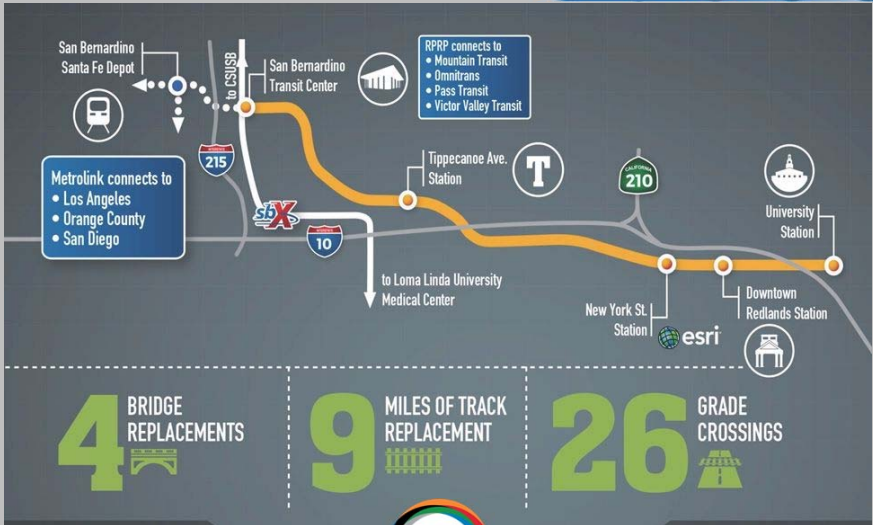 San Bernardino
Santa Fe Depot
to CSUSB
San Bernardino
Transit Center
RPRP connects to
• Mountain Transit
• Omnitrans
• Pass Transit
• Victor Valley Transit
INTERSTATE
215
Metrolink connects to
• Los Angeles
• Orange County
• San Diego
sbX
INTERSTATE
10
to Loma Linda University
Medical Center
Tippecanoe Ave.
Station
T
CALIFORNIA
210
University
Station
New York St.
Station
esri
Downtown
Redlands Station
4 BRIDGE
REPLACEMENTS
9 MILES OF TRACK
REPLACEMENT
26 GRADE
CROSSINGS